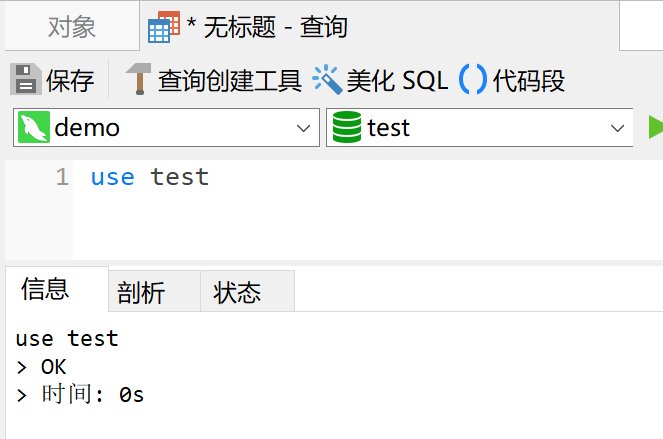 对象
* 无标题 - 查询
保存 查询创建工具 美化 SQL 代码段
demo test
1 use test
信息 剖析 状态
use test
> OK
> 时间: 0s